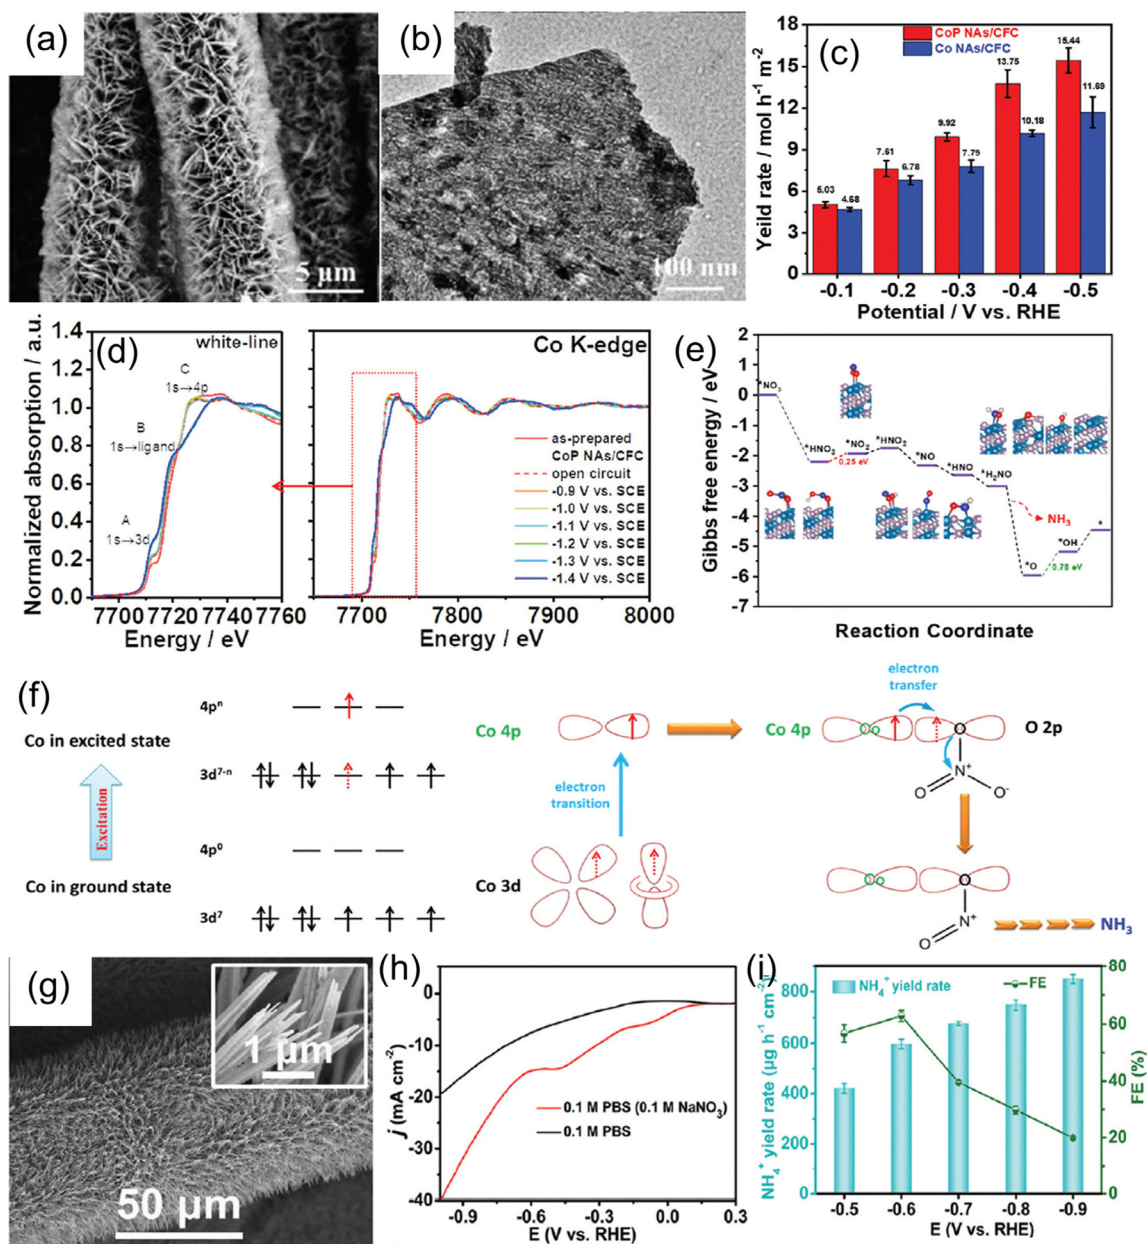 (a)
5 μm
(b)
100 nm
(c)
CoP NAs/CFC
Co NAs/CFC
Yeild rate / mol h⁻¹ m⁻²
18
15
12
9
6
3
0
5.03
4.68
7.61
6.78
9.92
7.79
13.75
10.18
15.44
11.69
-0.1 -0.2 -0.3 -0.4 -0.5
Potential / V vs. RHE
(d)
Normalized absorption / a.u.
1.4
1.2
1.0
0.8
0.6
0.4
0.2
0.0
white-line
C
1s→4p
B
1s→ligand
A
1s→3d
7700 7720 7740 7760
Energy / eV
Co K-edge
as-prepared
CoP NAs/CFC
open circuit
-0.9 V vs. SCE
-1.0 V vs. SCE
-1.1 V vs. SCE
-1.2 V vs. SCE
-1.3 V vs. SCE
-1.4 V vs. SCE
7700 7800 7900 8000
Energy / eV
(e)
Gibbs free energy / eV
1
0
-1
-2
-3
-4
-5
-6
-7
*NO₃
*HNO₃
0.25 eV
*NO₂
*HNO₂
*NO
*HNO
*H₂NO
NH₃
*O
0.78 eV
*OH
*
Reaction Coordinate
(f)
4pⁿ
Co in excited state
3d⁷⁻ⁿ
Excitation
4p⁰
Co in ground state
3d⁷
Co 4p
electron
transition
Co 3d
electron
transfer
Co 4p
Co
O
O 2p
N⁺
O
O⁻
Co
O
N⁺
O
NH₃
(g)
1 μm
50 μm
(h)
j (mA cm⁻²)
0
-10
-20
-30
-40
0.1 M PBS (0.1 M NaNO₃)
0.1 M PBS
-0.9 -0.6 -0.3 0.0 0.3
E (V vs. RHE)
(i)
NH₄⁺ yield rate
FE
NH₄⁺ yield rate (μg h⁻¹ cm⁻²)
800
600
400
200
0
FE (%)
80
60
40
20
0
-0.5 -0.6 -0.7 -0.8 -0.9
E (V vs. RHE)